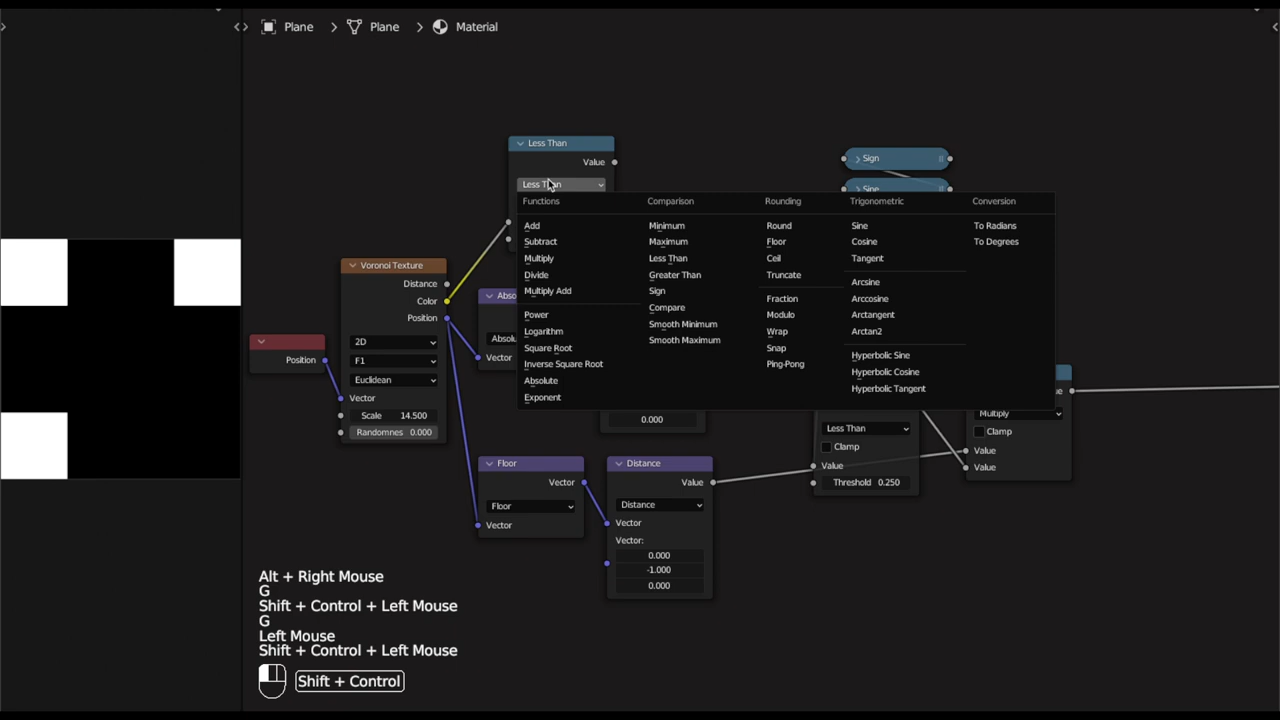 Plane > Plane > Material
Less Than
Value
Less Than
Functions
Add
Subtract
Multiply
Divide
Multiply Add
Power
Logarithm
Square Root
Inverse Square Root
Absolute
Exponent
Comparison
Minimum
Maximum
Less Than
Greater Than
Sign
Compare
Smooth Minimum
Smooth Maximum
Rounding
Round
Floor
Ceil
Truncate
Fraction
Modulo
Wrap
Snap
Ping-Pong
Trigonometric
Sine
Cosine
Tangent
Arcsine
Arccosine
Arctangent
Arctan2
Hyperbolic Sine
Hyperbolic Cosine
Hyperbolic Tangent
Conversion
To Radians
To Degrees
Sign
Sine
Position
Voronoi Texture
Distance
Color
Position
2D
F1
Euclidean
Vector
Scale 14.500
Randomnes 0.000
Abso
Absolu
Vector
0.000
Floor
Vector
Floor
Vector
Distance
Value
Distance
Vector
Vector:
0.000
-1.000
0.000
Less Than
Clamp
Value
Threshold 0.250
Multiply
Clamp
Value
Value
Alt + Right Mouse
G
Shift + Control + Left Mouse
G
Left Mouse
Shift + Control + Left Mouse
Shift + Control